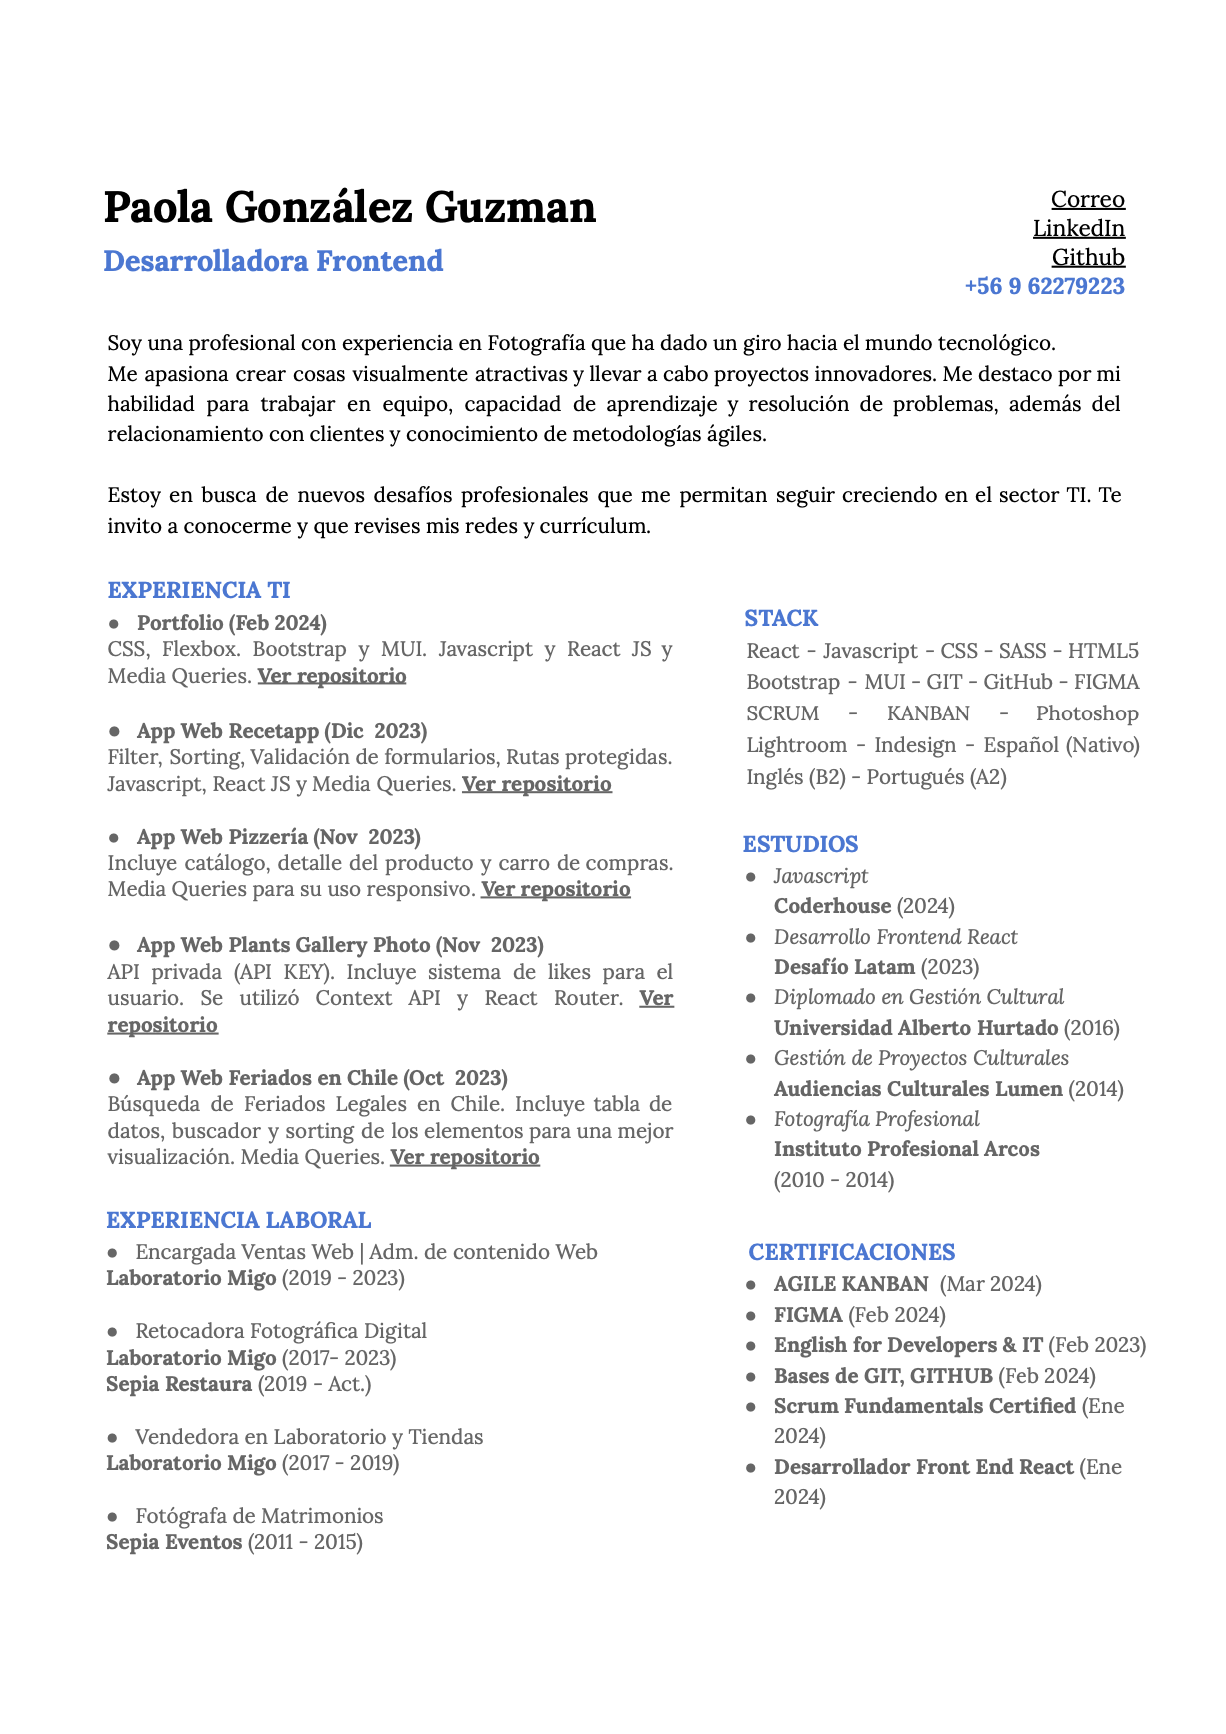 Paola González Guzman
Desarrolladora Frontend
Correo
LinkedIn
Github
+56 9 62279223
Soy una profesional con experiencia en Fotografía que ha dado un giro hacia el mundo tecnológico.
Me apasiona crear cosas visualmente atractivas y llevar a cabo proyectos innovadores. Me destaco por mi
habilidad para trabajar en equipo, capacidad de aprendizaje y resolución de problemas, además del
relacionamiento con clientes y conocimiento de metodologías ágiles.
Estoy en busca de nuevos desafíos profesionales que me permitan seguir creciendo en el sector TI. Te
invito a conocerme y que revises mis redes y currículum.
EXPERIENCIA TI
● Portfolio (Feb 2024)
CSS, Flexbox. Bootstrap y MUI. Javascript y React JS y
Media Queries. Ver repositorio
● App Web Recetapp (Dic 2023)
Filter, Sorting, Validación de formularios, Rutas protegidas.
Javascript, React JS y Media Queries. Ver repositorio
● App Web Pizzería (Nov 2023)
Incluye catálogo, detalle del producto y carro de compras.
Media Queries para su uso responsivo. Ver repositorio
● App Web Plants Gallery Photo (Nov 2023)
API privada (API KEY). Incluye sistema de likes para el
usuario. Se utilizó Context API y React Router. Ver
repositorio
● App Web Feriados en Chile (Oct 2023)
Búsqueda de Feriados Legales en Chile. Incluye tabla de
datos, buscador y sorting de los elementos para una mejor
visualización. Media Queries. Ver repositorio
EXPERIENCIA LABORAL
● Encargada Ventas Web | Adm. de contenido Web
Laboratorio Migo (2019 - 2023)
● Retocadora Fotográfica Digital
Laboratorio Migo (2017- 2023)
Sepia Restaura (2019 - Act.)
● Vendedora en Laboratorio y Tiendas
Laboratorio Migo (2017 - 2019)
● Fotógrafa de Matrimonios
Sepia Eventos (2011 - 2015)
STACK
React - Javascript - CSS - SASS - HTML5
Bootstrap - MUI - GIT - GitHub - FIGMA
SCRUM - KANBAN - Photoshop
Lightroom - Indesign - Español (Nativo)
Inglés (B2) - Portugués (A2)
ESTUDIOS
● Javascript
Coderhouse (2024)
● Desarrollo Frontend React
Desafío Latam (2023)
● Diplomado en Gestión Cultural
Universidad Alberto Hurtado (2016)
● Gestión de Proyectos Culturales
Audiencias Culturales Lumen (2014)
● Fotografía Profesional
Instituto Profesional Arcos
(2010 - 2014)
CERTIFICACIONES
● AGILE KANBAN (Mar 2024)
● FIGMA (Feb 2024)
● English for Developers & IT (Feb 2023)
● Bases de GIT, GITHUB (Feb 2024)
● Scrum Fundamentals Certified (Ene
2024)
● Desarrollador Front End React (Ene
2024)